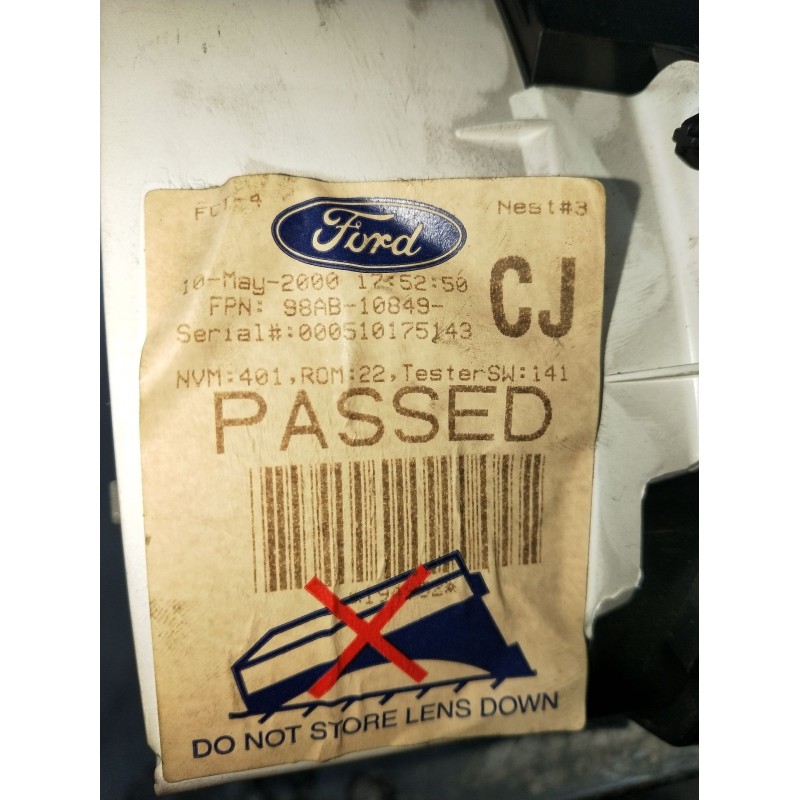 Nest#3
Ford
10-May-2000 17:52:50
CJ
FPN: 98AB-10849-
Serial#:000510175143
NVM:401,ROM:22,TesterSW:141
PASSED
DO NOT STORE LENS DOWN